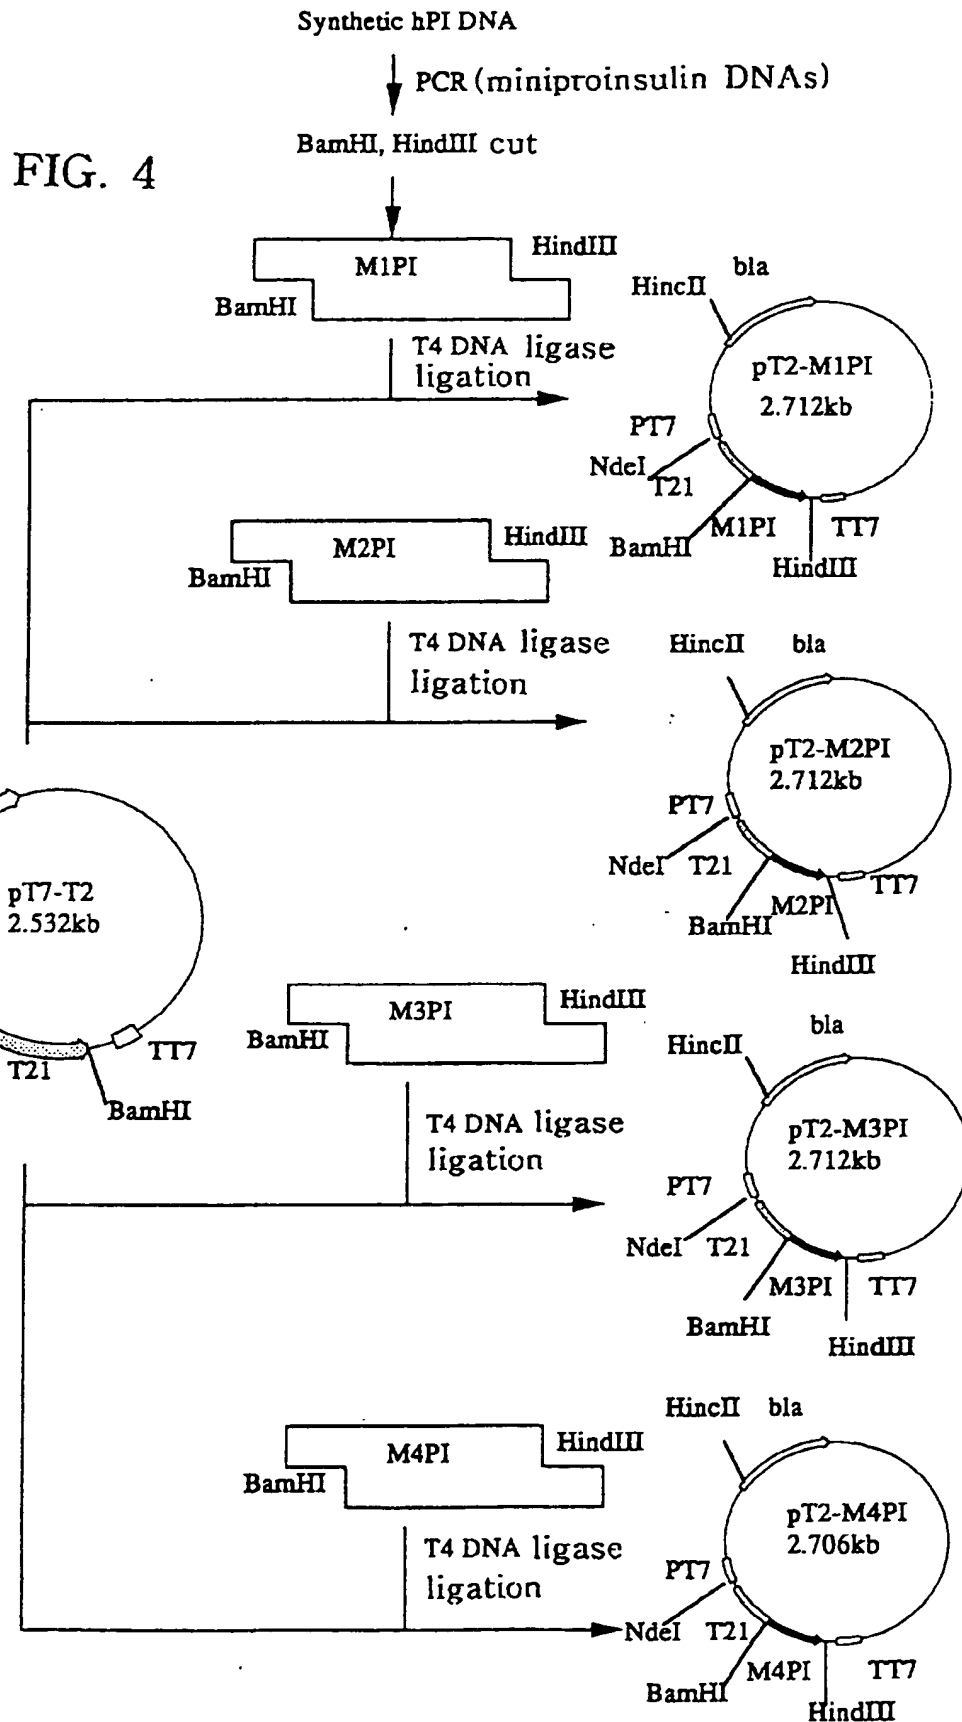 Synthetic hPI DNA
PCR (miniproinsulin DNAs)
BamHI, HindIII cut
FIG. 4
M1PI
HindIII
BamHI
T4 DNA ligase
ligation
HincII
bla
pT2-M1PI
2.712kb
PT7
NdeI
T21
BamHI
M1PI
TT7
HindIII
M2PI
HindIII
BamHI
T4 DNA ligase
ligation
HincII
bla
pT2-M2PI
2.712kb
PT7
NdeI
T21
BamHI
M2PI
TT7
HindIII
pT7-T2
2.532kb
T21
TT7
BamHI
M3PI
HindIII
BamHI
T4 DNA ligase
ligation
HincII
bla
pT2-M3PI
2.712kb
PT7
NdeI
T21
BamHI
M3PI
TT7
HindIII
M4PI
HindIII
BamHI
T4 DNA ligase
ligation
HincII
bla
pT2-M4PI
2.706kb
PT7
NdeI
T21
BamHI
M4PI
TT7
HindIII